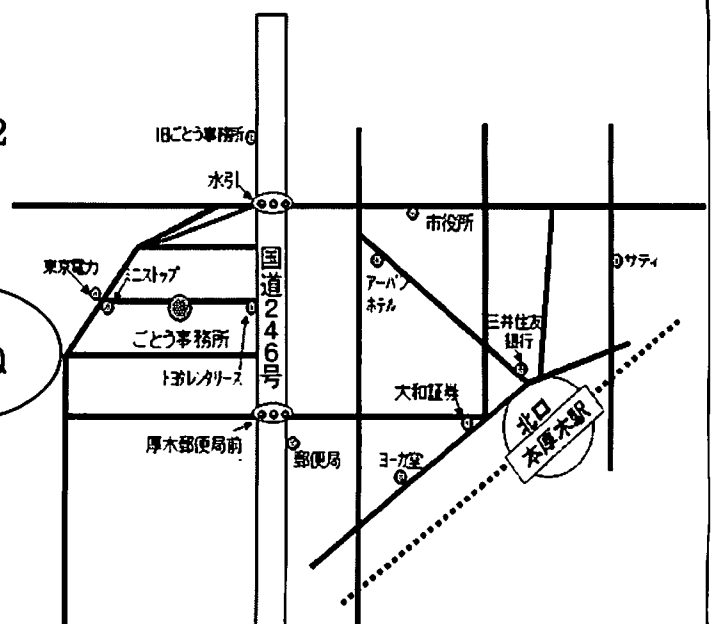 2
旧ごとう事務所
水引
市役所
東京電力
ミニストップ
国道246号
アーバン
ホテル
サティ
ごとう事務所
三井住友
銀行
トヨタレンタリース
大和証券
北口
本厚木駅
厚木郵便局前
郵便局